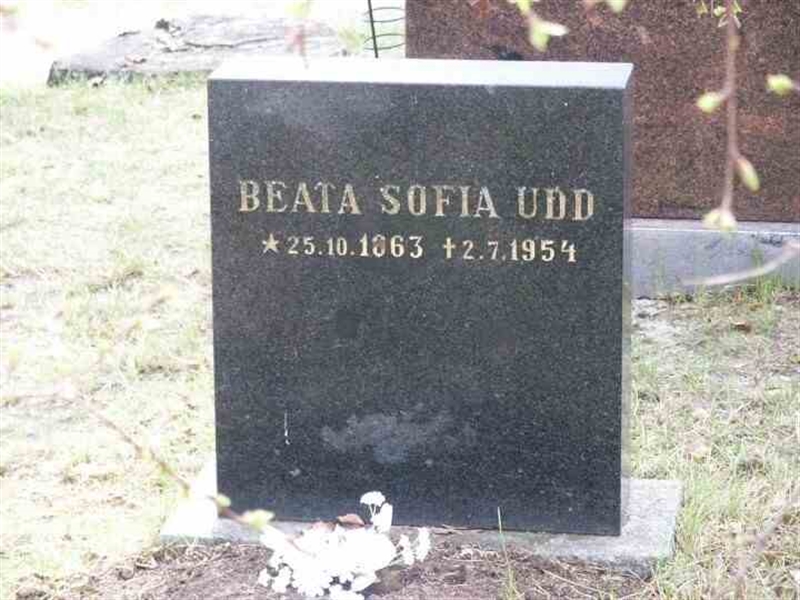 BEATA SOFIA UDD
★ 25.10.1863 ✝ 2.7.1954